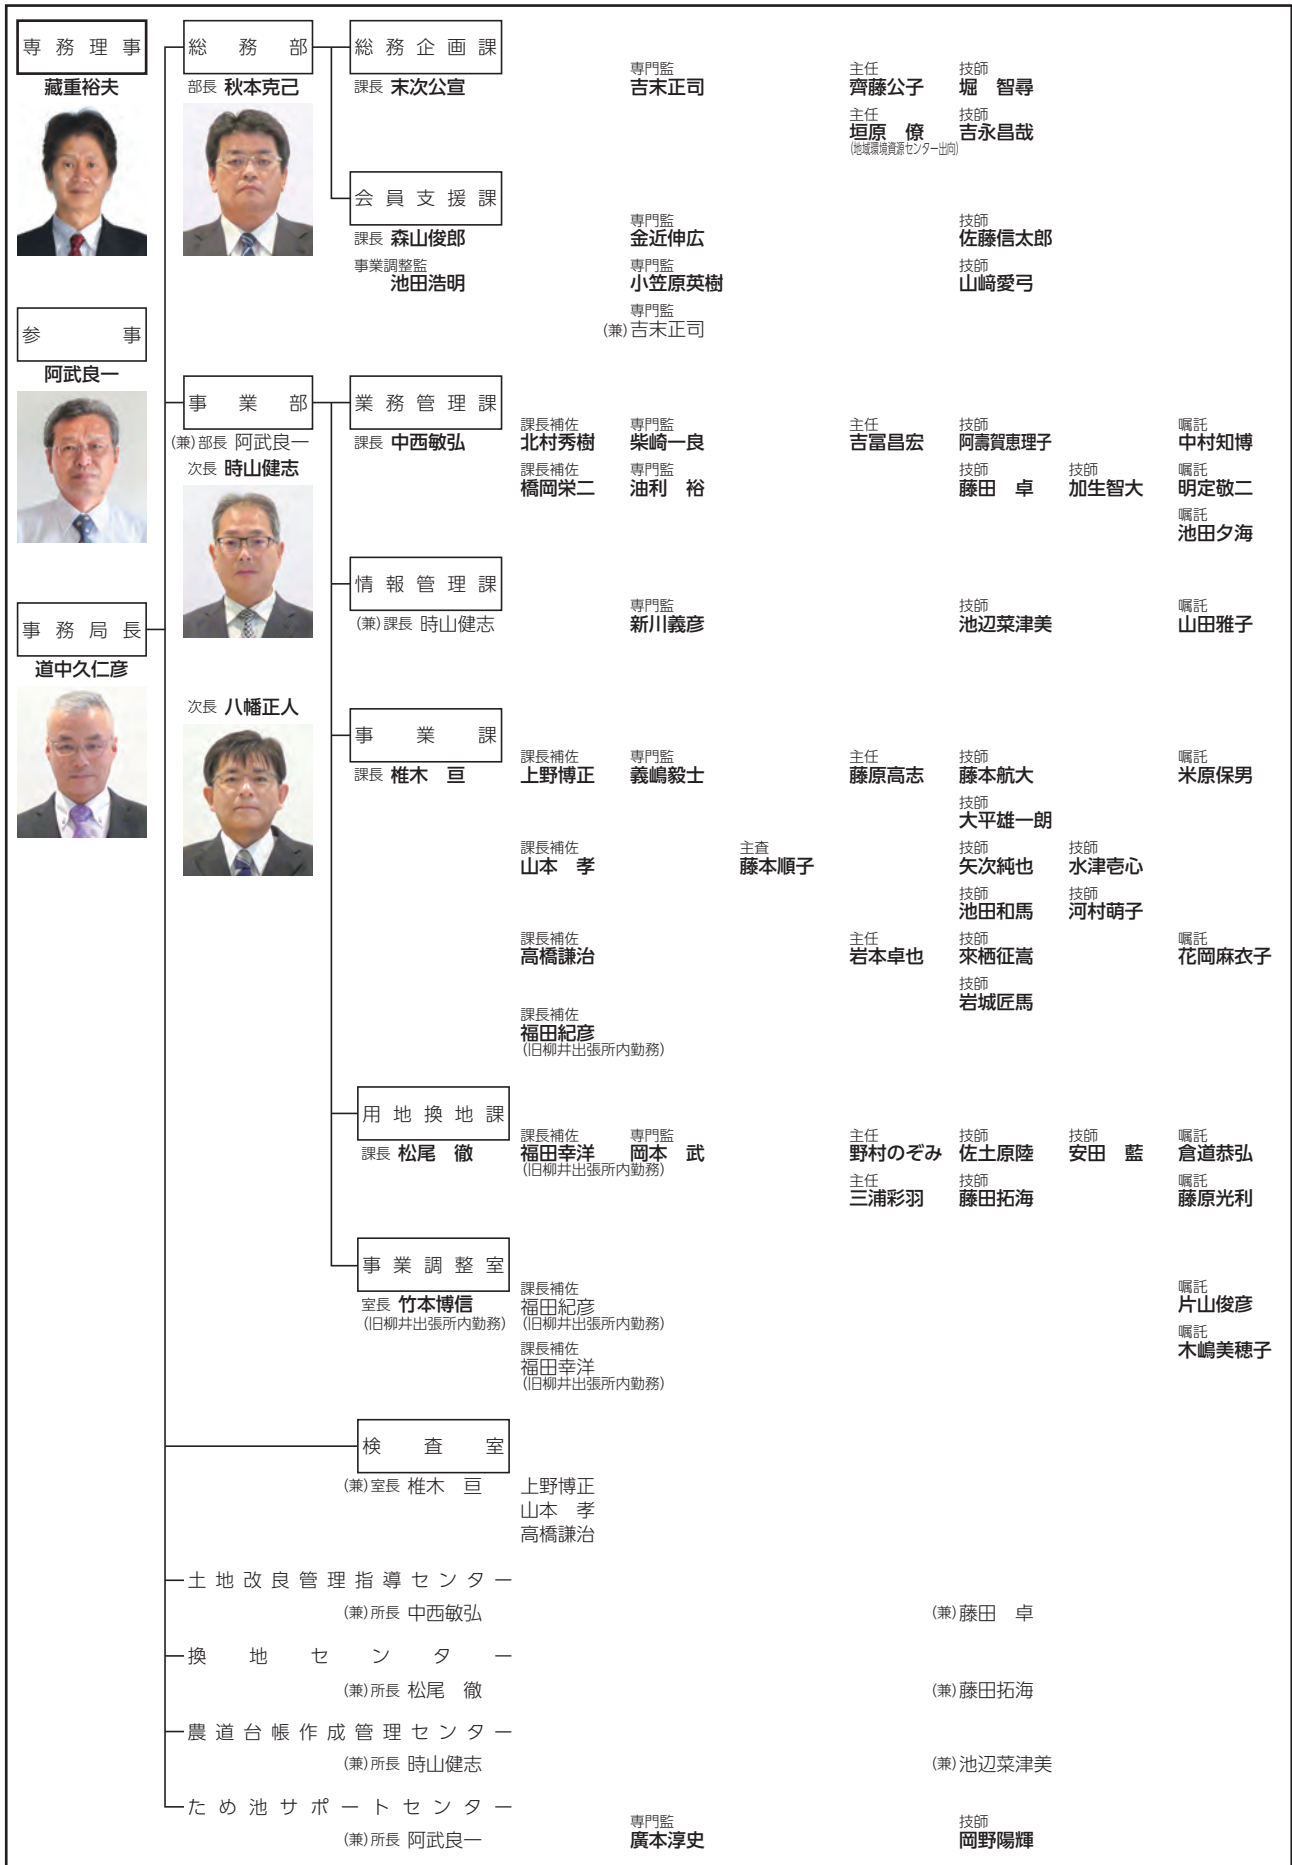 専務理事
藏重裕夫
参事
阿武良一
事務局長
道中久仁彦
総務部
部長 秋本克己
総務企画課
課長 末次公宣
専門監
吉末正司
主任 技師
齊藤公子 堀 智尋
主任 技師
垣原 僚 吉永昌哉
(地域環境資源センター出向)
会員支援課
課長 森山俊郎
専門監
金近伸広
技師
佐藤信太郎
事業調整監
池田浩明
専門監
小笠原英樹
技師
山﨑愛弓
専門監
(兼)吉末正司
事業部
(兼)部長 阿武良一
次長 時山健志
次長 八幡正人
業務管理課
課長 中西敏弘
課長補佐 専門監 主任 技師 嘱託
北村秀樹 柴崎一良 吉冨昌宏 阿壽賀恵理子 中村知博
課長補佐 専門監 技師 技師 嘱託
橋岡栄二 油利 裕 藤田 卓 加生智大 明定敬二
嘱託
池田夕海
情報管理課
(兼)課長 時山健志
専門監 技師 嘱託
新川義彦 池辺菜津美 山田雅子
事業課
課長 椎木 亘
課長補佐 専門監 主任 技師 嘱託
上野博正 義嶋毅士 藤原高志 藤本航大 米原保男
技師
大平雄一朗
課長補佐 主査 技師 技師
山本 孝 藤本順子 矢次純也 水津壱心
技師 技師
池田和馬 河村萌子
課長補佐 主任 技師 嘱託
高橋謙治 岩本卓也 來栖征嵩 花岡麻衣子
技師
岩城匠馬
課長補佐
福田紀彦
(旧柳井出張所内勤務)
用地換地課
課長 松尾 徹
課長補佐 専門監 主任 技師 技師 嘱託
福田幸洋 岡本 武 野村のぞみ 佐土原陸 安田 藍 倉道恭弘
(旧柳井出張所内勤務)
主任 技師 嘱託
三浦彩羽 藤田拓海 藤原光利
事業調整室
室長 竹本博信
(旧柳井出張所内勤務)
課長補佐 嘱託
福田紀彦 片山俊彦
(旧柳井出張所内勤務)
課長補佐 嘱託
福田幸洋 木嶋美穂子
(旧柳井出張所内勤務)
検査室
(兼)室長 椎木 亘 上野博正
山本 孝
高橋謙治
土地改良管理指導センター
(兼)所長 中西敏弘 (兼)藤田 卓
換地センター
(兼)所長 松尾 徹 (兼)藤田拓海
農道台帳作成管理センター
(兼)所長 時山健志 (兼)池辺菜津美
ため池サポートセンター
専門監 技師
(兼)所長 阿武良一 廣本淳史 岡野陽輝